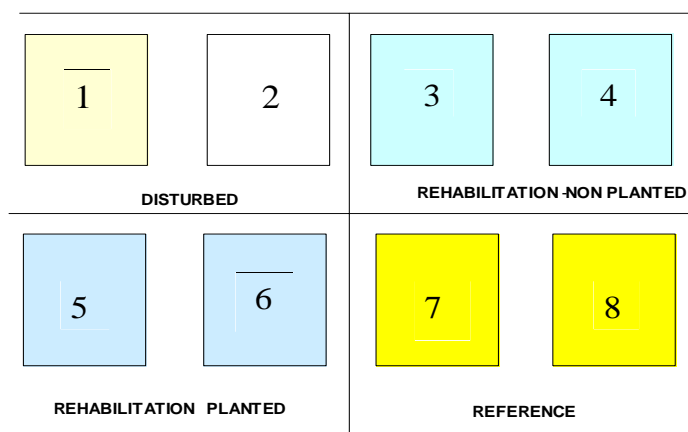 1 2 3 4
DISTURBED REHABILITATION-NON PLANTED
5 6 7 8
REHABILITATION PLANTED REFERENCE